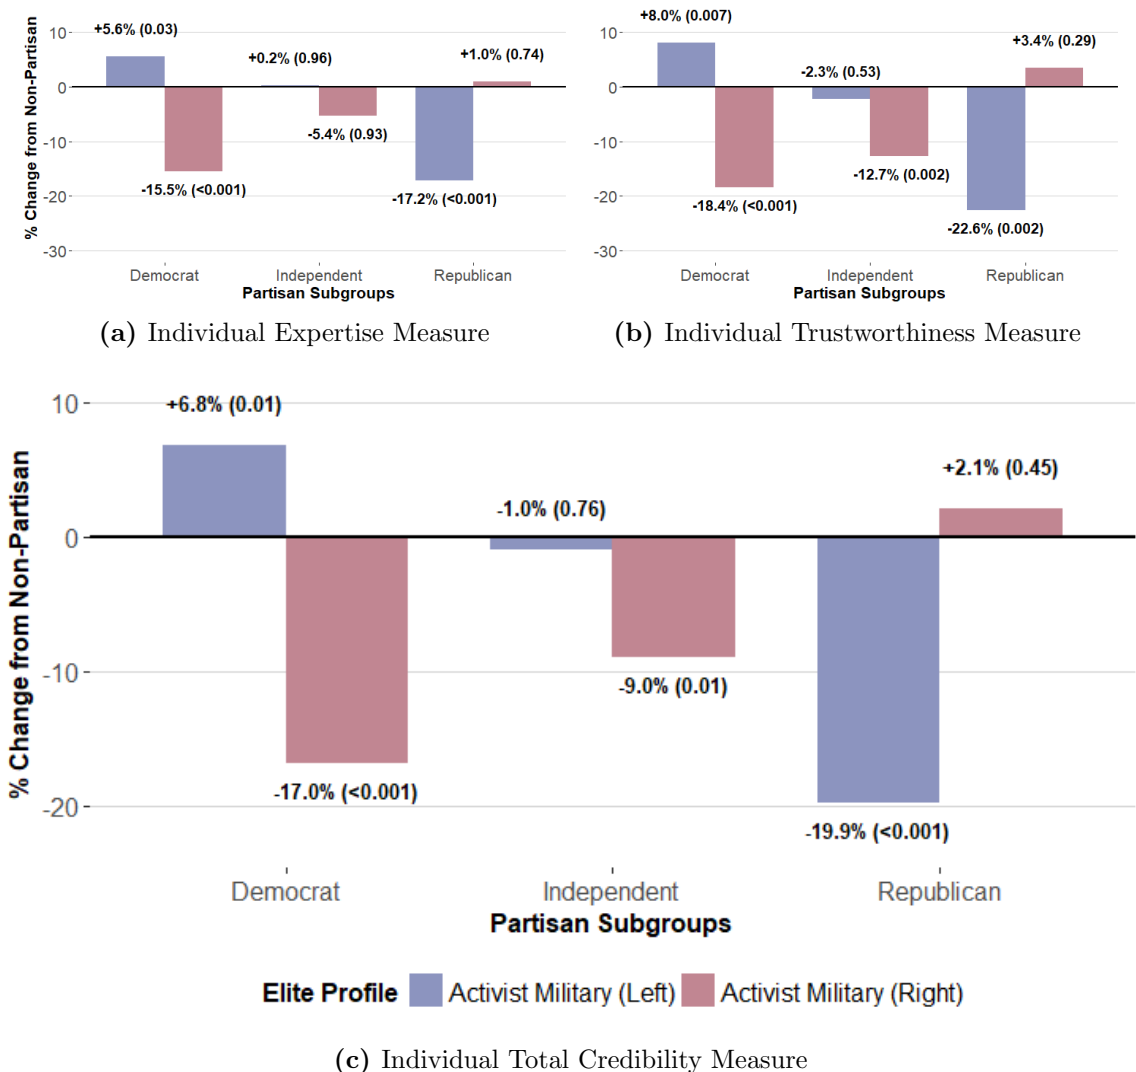 % Change from Non-Partisan
10
0
-10
-20
-30
+5.6% (0.03)
+0.2% (0.96)
+1.0% (0.74)
-5.4% (0.93)
-15.5% (<0.001)
-17.2% (<0.001)
Democrat Independent Republican
Partisan Subgroups
(a) Individual Expertise Measure
10
0
-10
-20
-30
+8.0% (0.007)
+3.4% (0.29)
-2.3% (0.53)
-12.7% (0.002)
-18.4% (<0.001)
-22.6% (0.002)
Democrat Independent Republican
Partisan Subgroups
(b) Individual Trustworthiness Measure
% Change from Non-Partisan
10
0
-10
-20
+6.8% (0.01)
+2.1% (0.45)
-1.0% (0.76)
-9.0% (0.01)
-17.0% (<0.001)
-19.9% (<0.001)
Democrat Independent Republican
Partisan Subgroups
Elite Profile Activist Military (Left) Activist Military (Right)
(c) Individual Total Credibility Measure